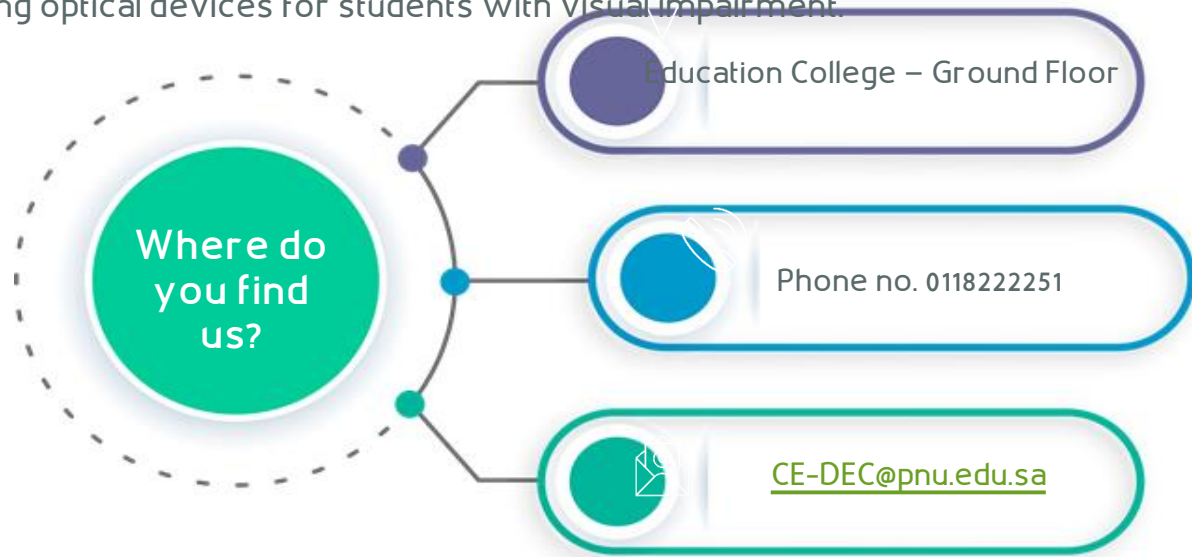 ng optical devices for students with visual impairment.
Education College – Ground Floor
Where do
you find
us?
Phone no. 0118222251
CE-DEC@pnu.edu.sa